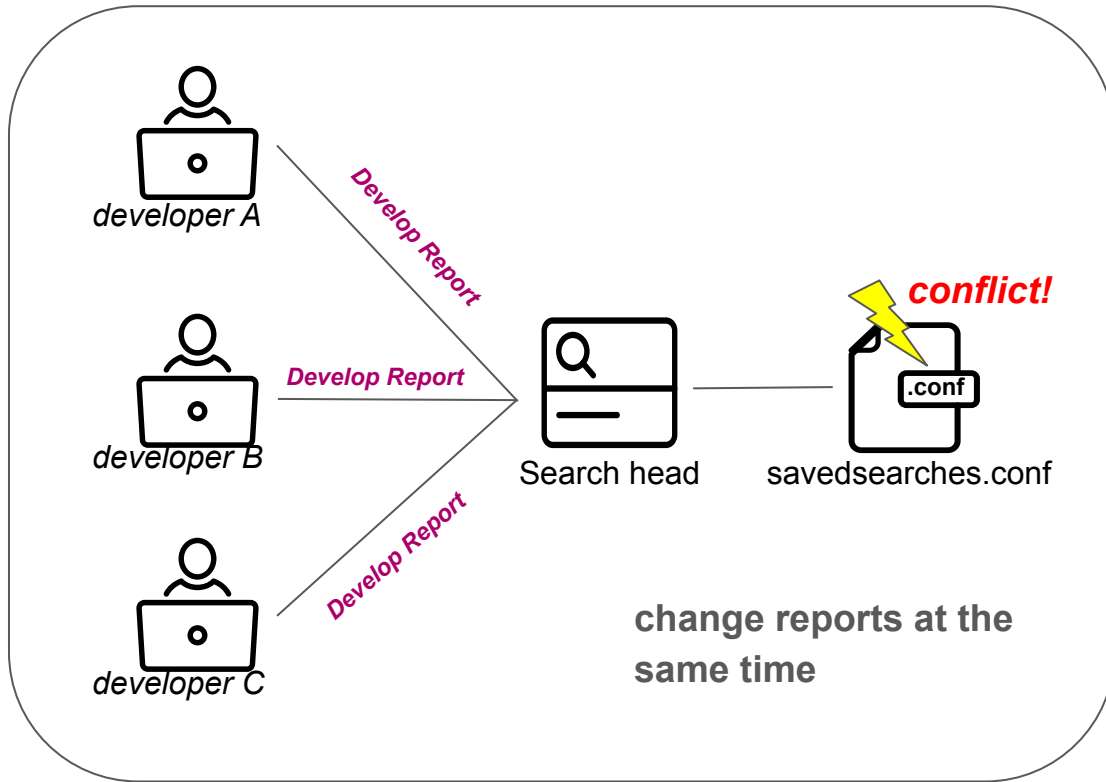 developer A
Develop Report
developer B
Develop Report
developer C
Develop Report
Search head
conflict!
.conf
savedsearches.conf
change reports at the
same time